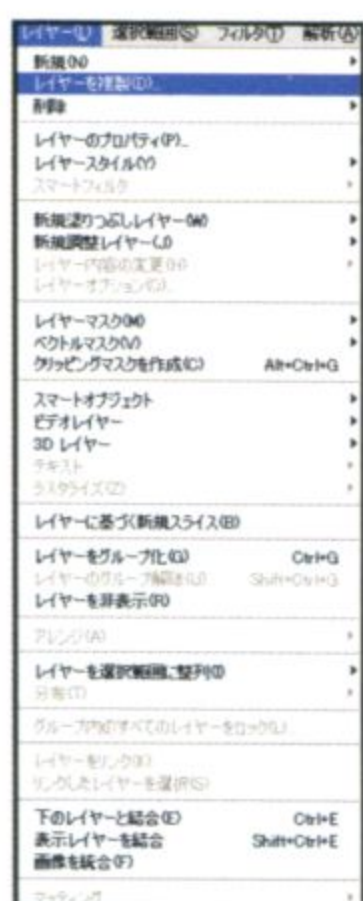 レイヤー(L) 選択範囲(S) フィルタ(T) 解析(A)
新規(N)
レイヤーを複製(D)...
削除
レイヤーのプロパティ(P)...
レイヤースタイル(Y)
スマートフィルタ
新規塗りつぶしレイヤー(W)
新規調整レイヤー(J)
レイヤー内容の変更(H)
レイヤーオプション(O)...
レイヤーマスク(M)
ベクトルマスク(V)
クリッピングマスクを作成(C) Alt+Ctrl+G
スマートオブジェクト
ビデオレイヤー
3D レイヤー
テキスト
ラスタライズ(Z)
レイヤーに基づく新規スライス(B)
レイヤーをグループ化(G) Ctrl+G
レイヤーのグループ解除(U) Shift+Ctrl+G
レイヤーを非表示(R)
アレンジ(A)
レイヤーを選択範囲に整列(I)
分布(T)
グループ内のすべてのレイヤーをロック(L)
レイヤーをリンク(K)
リンクしたレイヤーを選択(S)
下のレイヤーと結合(E) Ctrl+E
表示レイヤーを結合 Shift+Ctrl+E
画像を統合(F)
マッティング